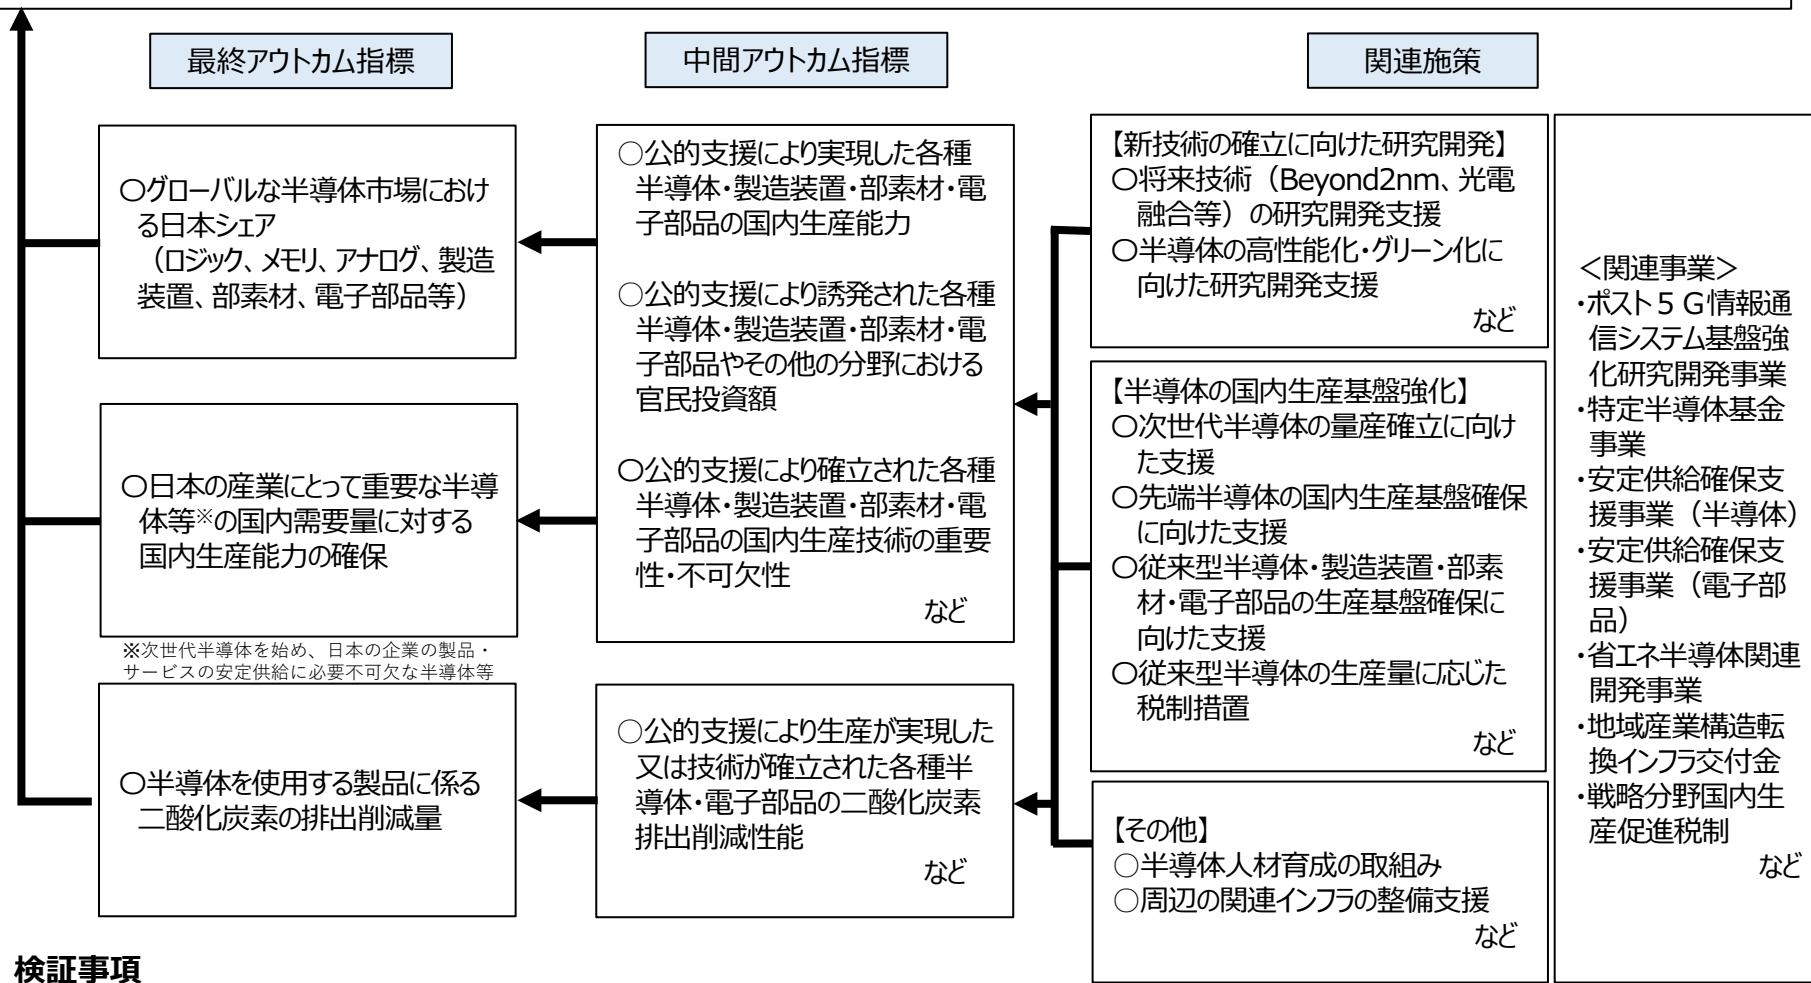 最終アウトカム指標
○グローバルな半導体市場におけ
る日本シェア
（ロジック、メモリ、アナログ、製造
装置、部素材、電子部品等）
○日本の産業にとって重要な半導
体等※の国内需要量に対する
国内生産能力の確保
※次世代半導体を始め、日本の企業の製品・
サービスの安定供給に必要不可欠な半導体等
○半導体を使用する製品に係る
二酸化炭素の排出削減量
中間アウトカム指標
○公的支援により実現した各種
半導体・製造装置・部素材・電
子部品の国内生産能力
○公的支援により誘発された各種
半導体・製造装置・部素材・電
子部品やその他の分野における
官民投資額
○公的支援により確立された各種
半導体・製造装置・部素材・電
子部品の国内生産技術の重要
性・不可欠性
など
○公的支援により生産が実現した
又は技術が確立された各種半
導体・電子部品の二酸化炭素
排出削減性能
など
関連施策
【新技術の確立に向けた研究開発】
○将来技術（Beyond2nm、光電
融合等）の研究開発支援
○半導体の高性能化・グリーン化に
向けた研究開発支援
など
【半導体の国内生産基盤強化】
○次世代半導体の量産確立に向け
た支援
○先端半導体の国内生産基盤確保
に向けた支援
○従来型半導体・製造装置・部素
材・電子部品の生産基盤確保に
向けた支援
○従来型半導体の生産量に応じた
税制措置
など
【その他】
○半導体人材育成の取組み
○周辺の関連インフラの整備支援
など
＜関連事業＞
・ポスト５Ｇ情報通
信システム基盤強
化研究開発事業
・特定半導体基金
事業
・安定供給確保支
援事業（半導体）
・安定供給確保支
援事業（電子部
品）
・省エネ半導体関連
開発事業
・地域産業構造転
換インフラ交付金
・戦略分野国内生
産促進税制
など
検証事項